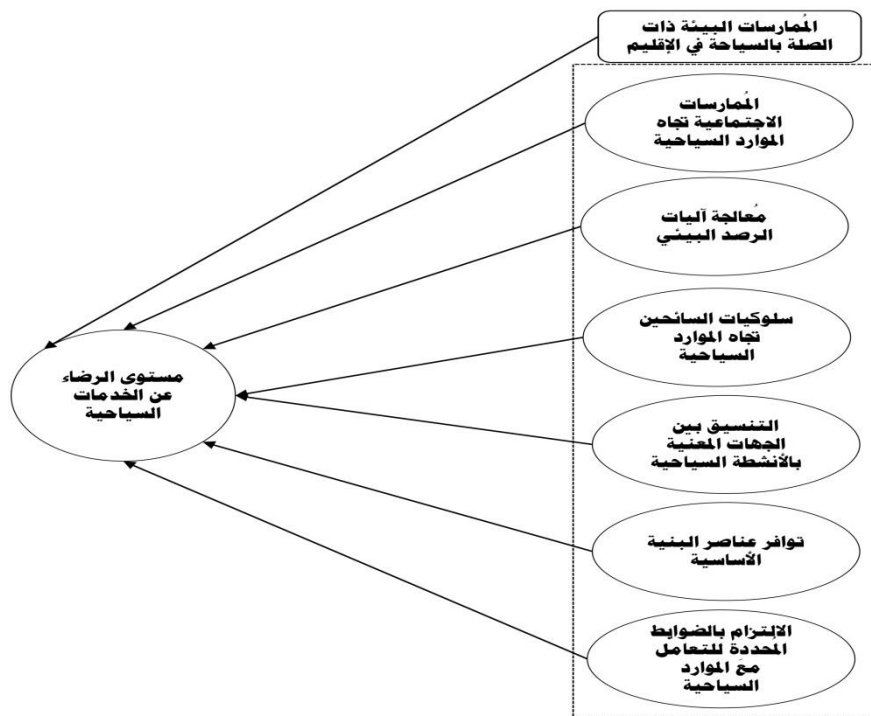 المُمارسات البيئة ذات
الصلة بالسياحة في الإقليم
المُمارسات
الاجتماعية تجاه
الموارد السياحية
مُعالجة آليات
الرصد البيئي
سلوكيات السائحين
تجاه الموارد
السياحية
التنسيق بين
الجهات المعنية
بالأنشطة السياحية
توافر عناصر البنية
الأساسية
الالتزام بالضوابط
المُحددة للتعامل
معَ الموارد
السياحية
مستوى الرضاء
عن الخدمات
السياحية